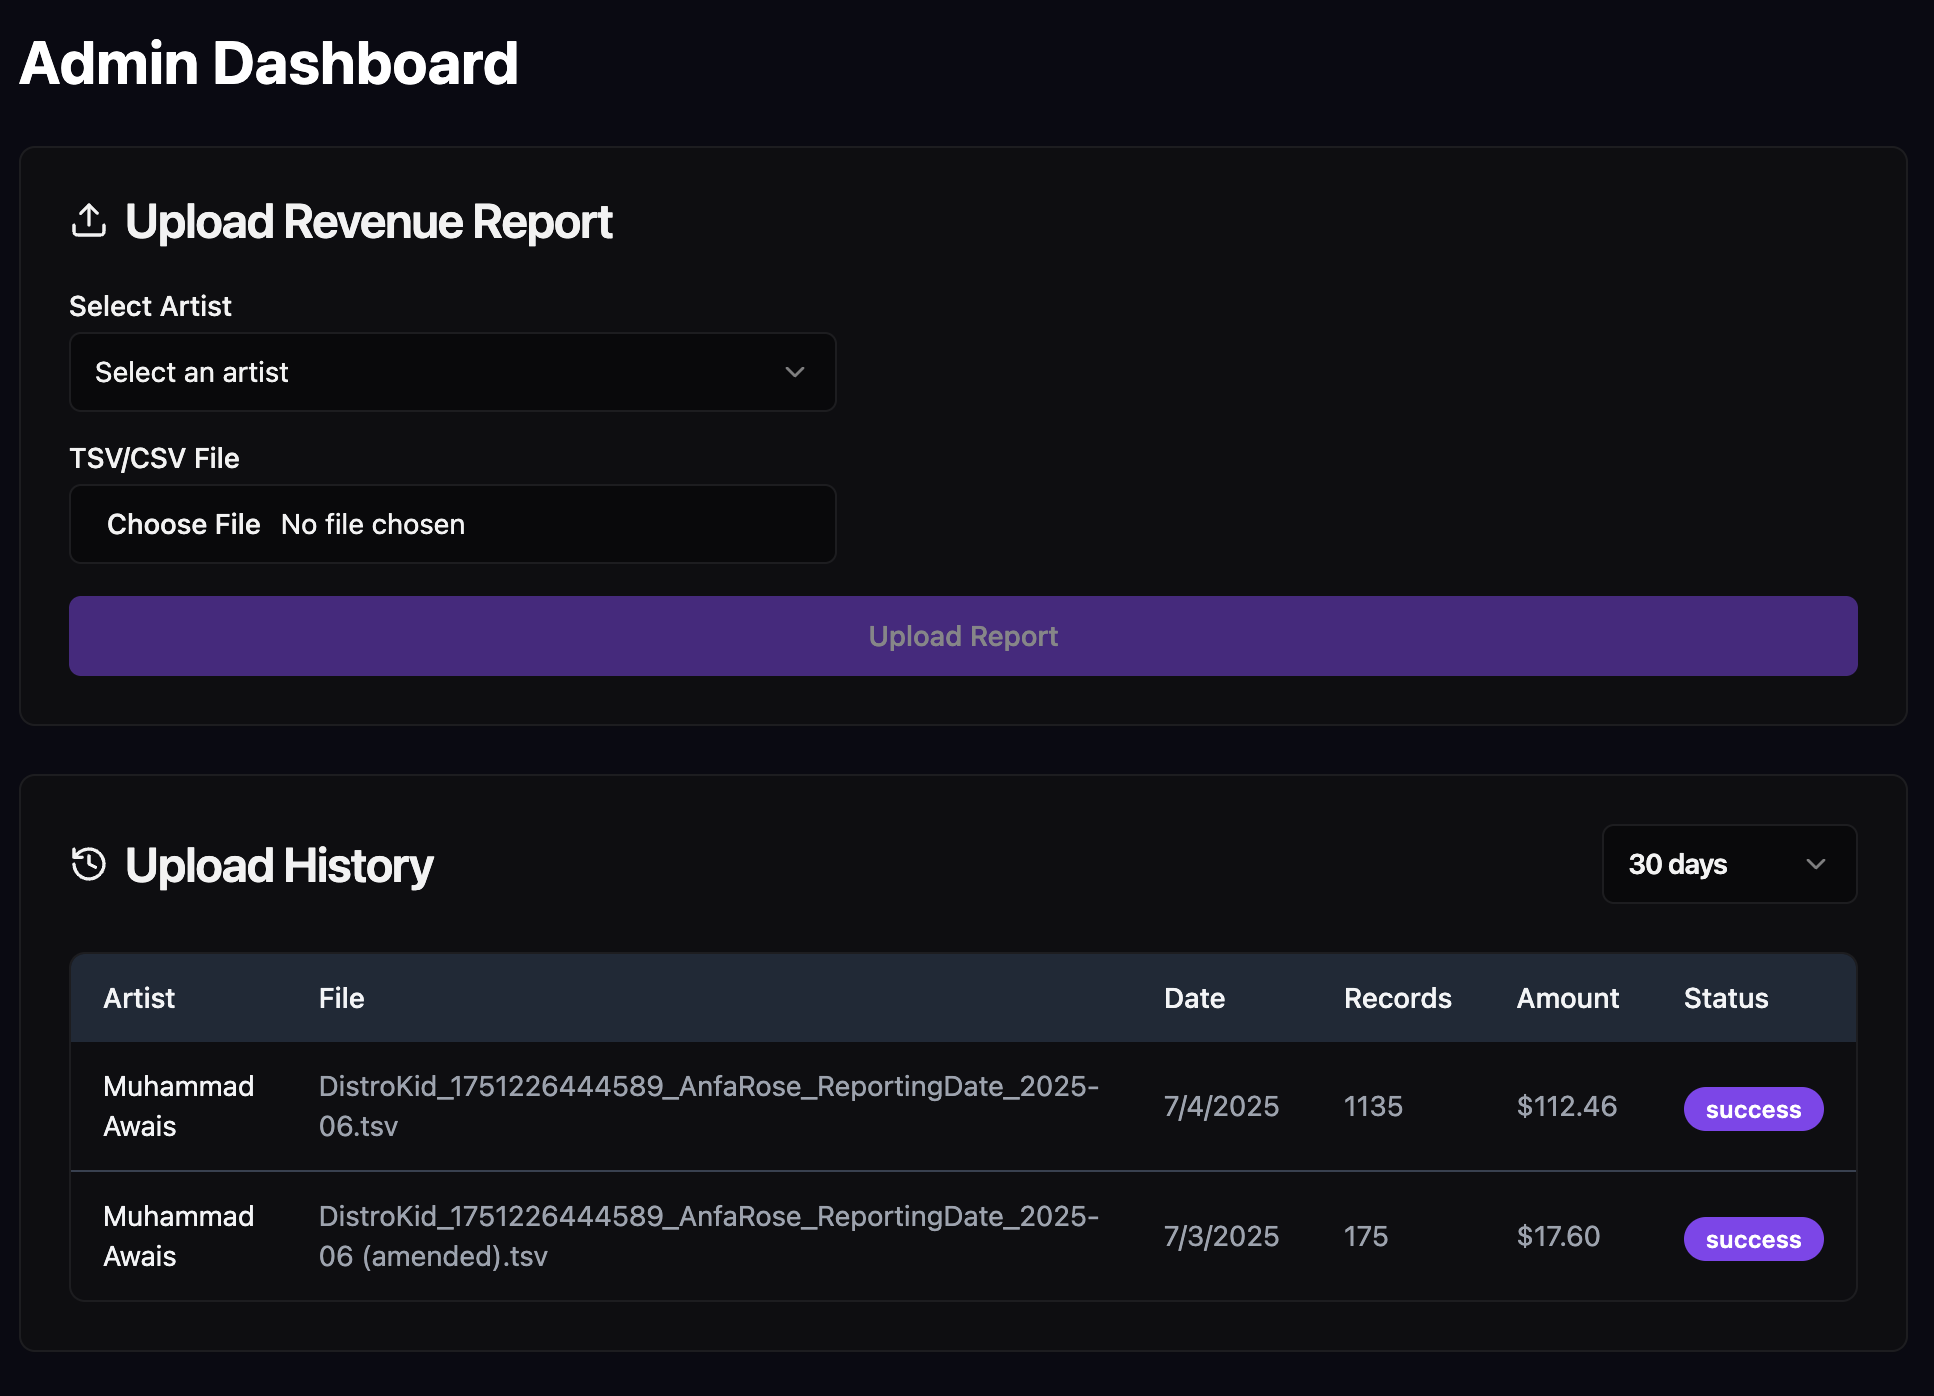 Admin Dashboard
Upload Revenue Report
Select Artist
Select an artist
TSV/CSV File
Choose File No file chosen
Upload Report
Upload History
30 days
Artist File Date Records Amount Status
Muhammad DistroKid_1751226444589_AnfaRose_ReportingDate_2025-
Awais 06.tsv 7/4/2025 1135 $112.46 success
Muhammad DistroKid_1751226444589_AnfaRose_ReportingDate_2025-
Awais 06 (amended).tsv 7/3/2025 175 $17.60 success